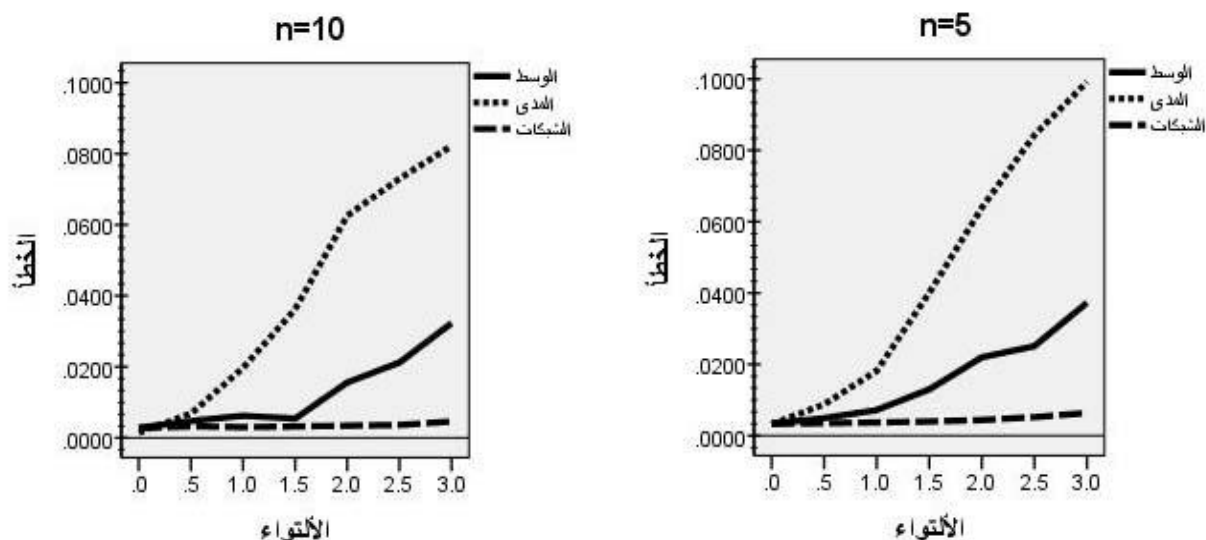 n=10
الوسط
المدى
الشبكات
.1000
.0800
.0600
.0400
.0200
.0000
الخطأ
.0 .5 1.0 1.5 2.0 2.5 3.0
الألتواء
n=5
الوسط
المدى
الشبكات
.1000
.0800
.0600
.0400
.0200
.0000
الخطأ
.0 .5 1.0 1.5 2.0 2.5 3.0
الألتواء